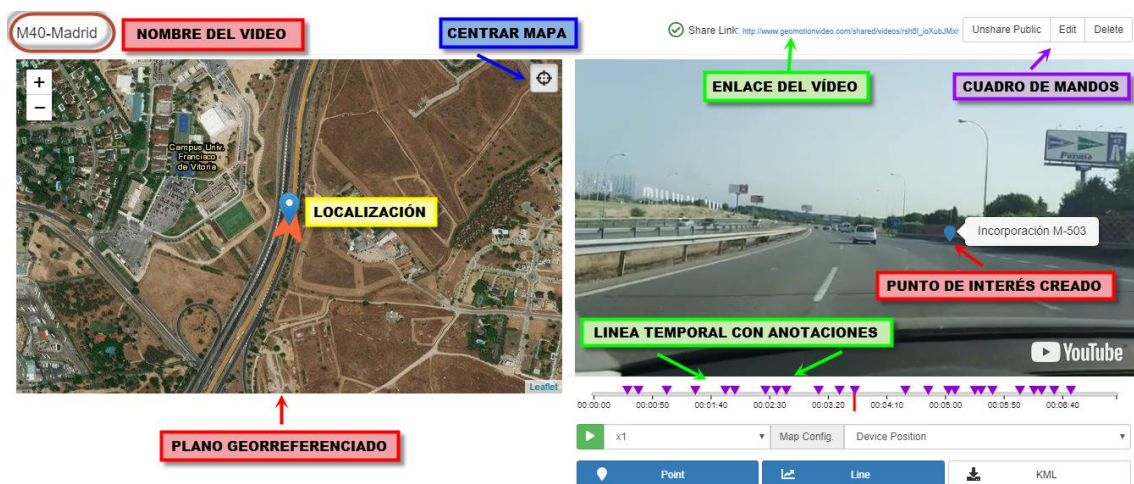 M40-Madrid
NOMBRE DEL VIDEO
CENTRAR MAPA
Share Link:
Unshare Public
Edit
Delete
ENLACE DEL VÍDEO
CUADRO DE MANDOS
+
−
Campus Univ.
Francisco
de Vitoria
LOCALIZACIÓN
Leaflet
PLANO GEORREFERENCIADO
Incorporación M-503
PUNTO DE INTERÉS CREADO
LINEA TEMPORAL CON ANOTACIONES
YouTube
00:00:00 00:00:50 00:01:40 00:02:30 00:03:20 00:04:10 00:05:00 00:05:50 00:06:40
x1
Map Config.
Device Position
Point
Line
KML